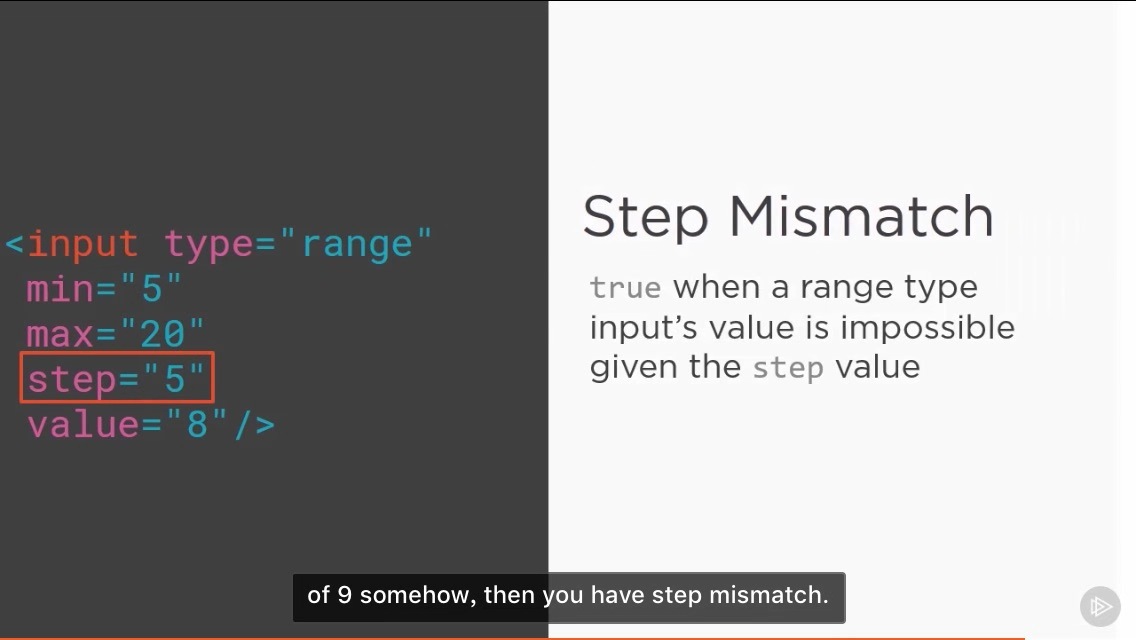 <input type="range"
min="5"
max="20"
step="5"
value="8"/>
Step Mismatch
true when a range type
input's value is impossible
given the step value
of 9 somehow, then you have step mismatch.